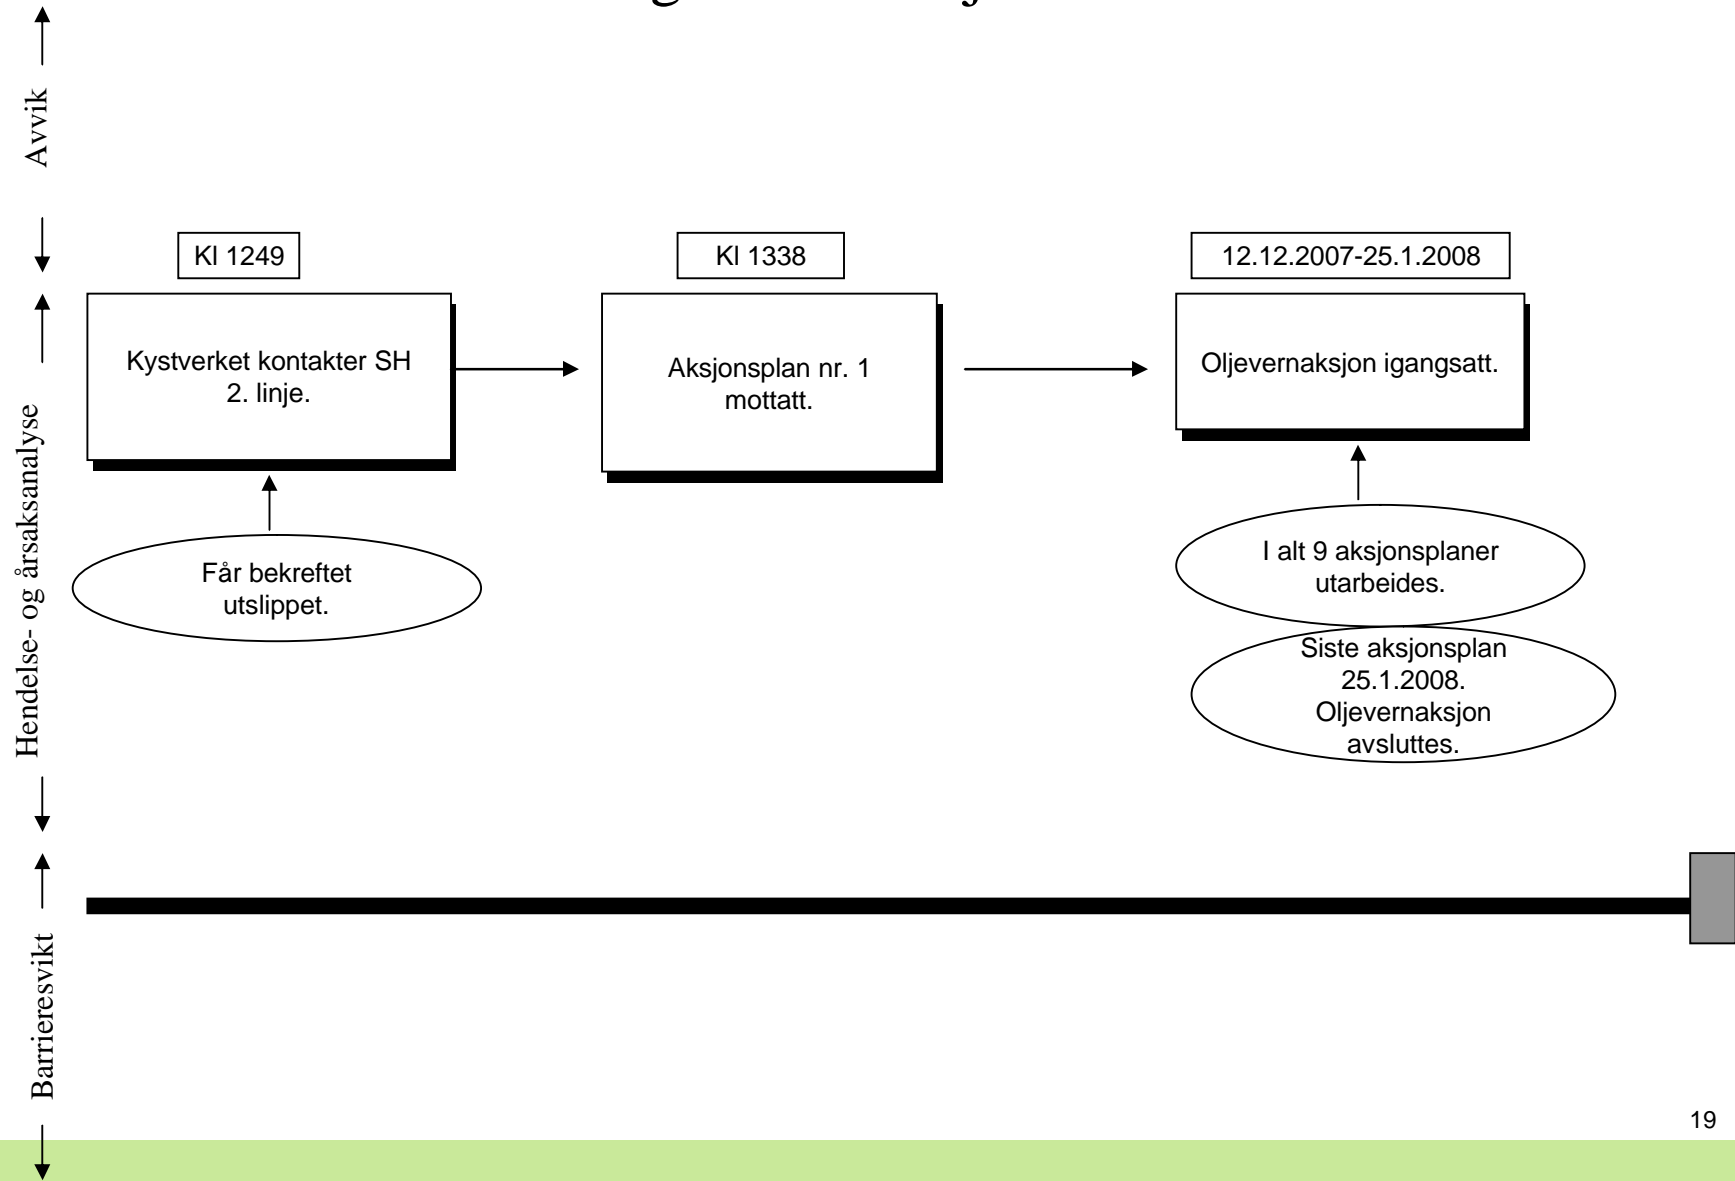 Avvik
Hendelse- og årsaksanalyse
Barrieresvikt
Kl 1249
Kystverket kontakter SH
2. linje.
Får bekreftet
utslippet.
Kl 1338
Aksjonsplan nr. 1
mottatt.
12.12.2007-25.1.2008
Oljevernaksjon igangsatt.
I alt 9 aksjonsplaner
utarbeides.
Siste aksjonsplan
25.1.2008.
Oljevernaksjon
avsluttes.
19